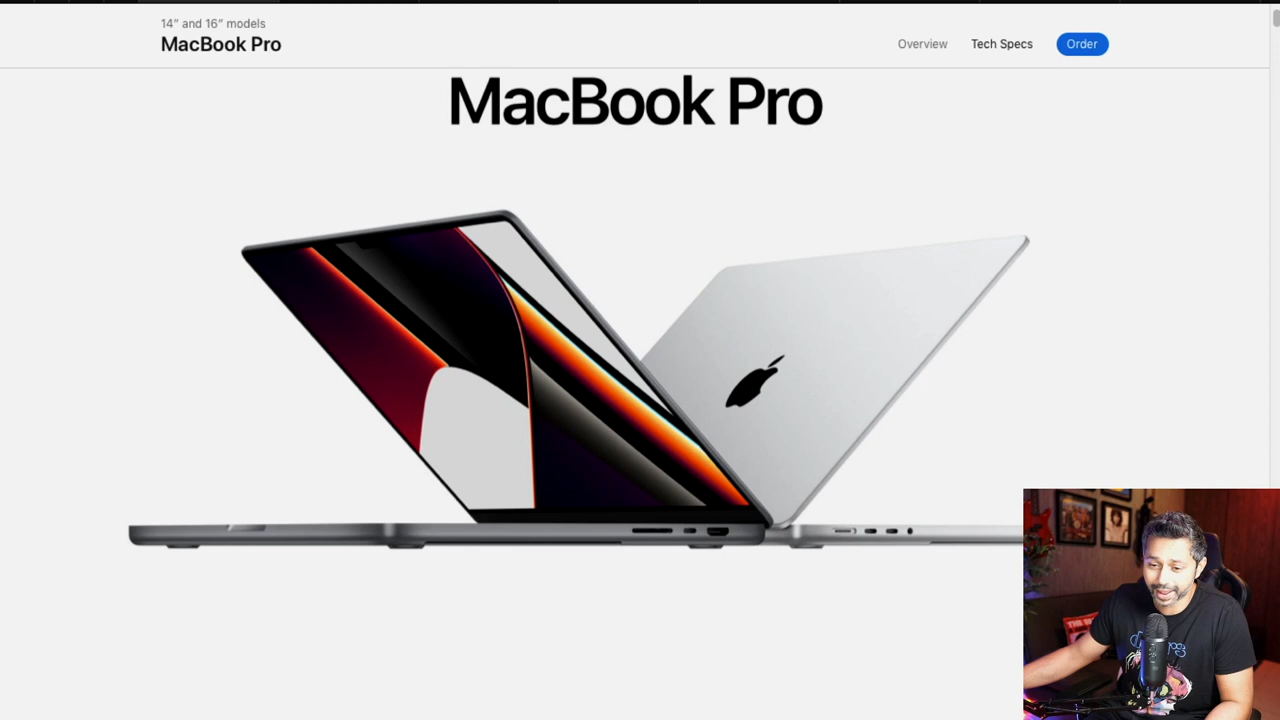 14” and 16” models
MacBook Pro
Overview
Tech Specs
Order
MacBook Pro